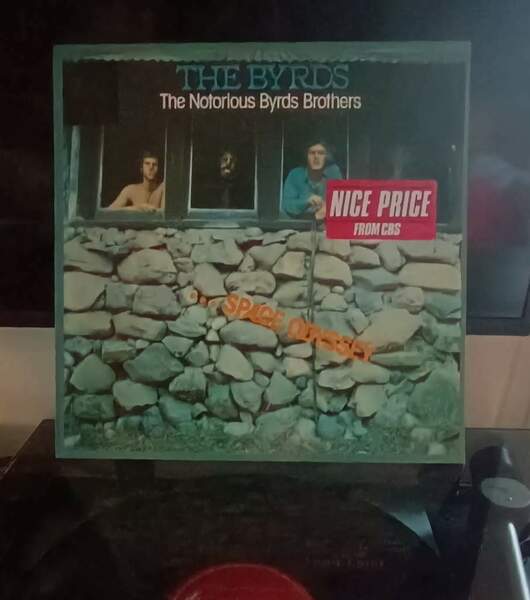 THE BYRDS
The Notorious Byrds Brothers
NICE PRICE
FROM CBS
... SPACE ODYSSEY